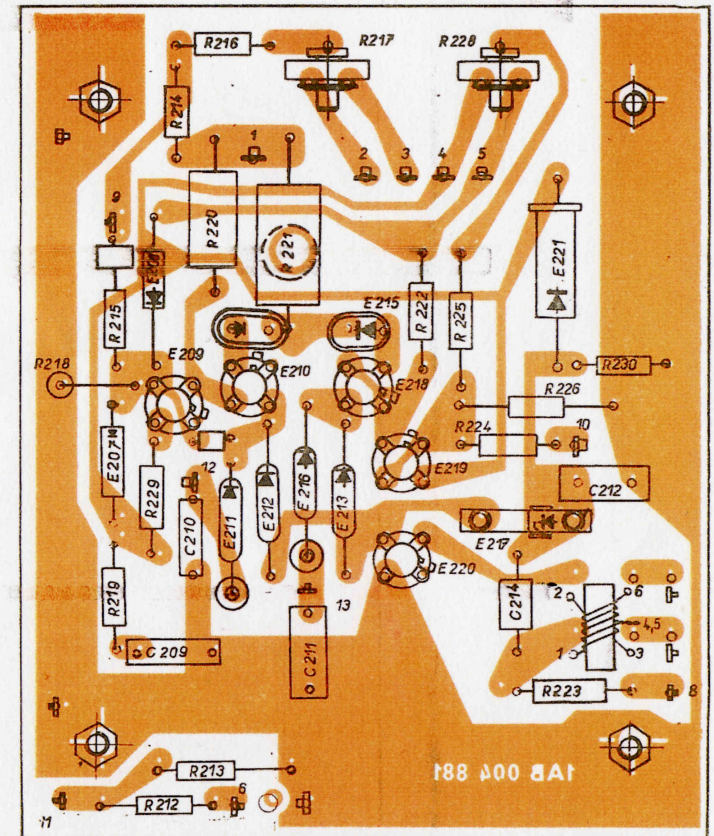 R216
R217
R228
R214
1
2
3
4
5
9
R220
R221
E221
R215
E215
R222
R225
R218
E209
E210
E218
R230
R226
R224
10
E207
R229
12
E219
C212
C210
E211
E212
E216
E213
E217
E220
R219
C214
2
6
4,5
13
1
3
C209
C211
R223
8
1AB 004 881
R213
R212
6
11